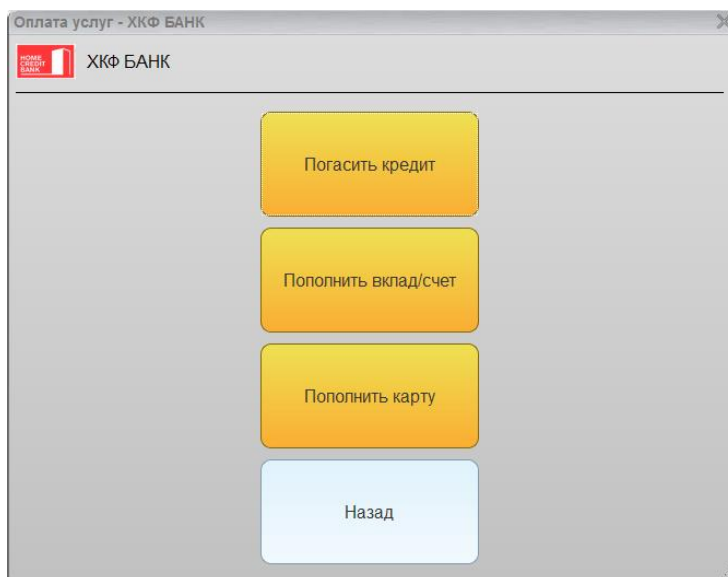 Оплата услуг - ХКФ БАНК
HOME
CREDIT
BANK
ХКФ БАНК
Погасить кредит
Пополнить вклад/счет
Пополнить карту
Назад